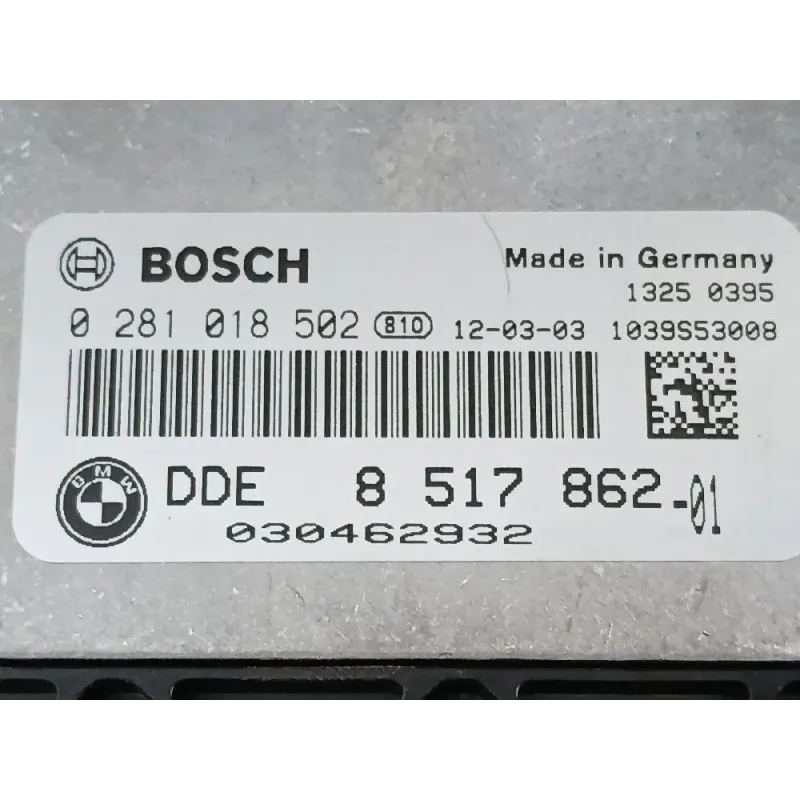 BOSCH Made in Germany
1325 0395
0 281 018 502 810 12-03-03 1039S53008
BMW DDE 8 517 862-01
030462932